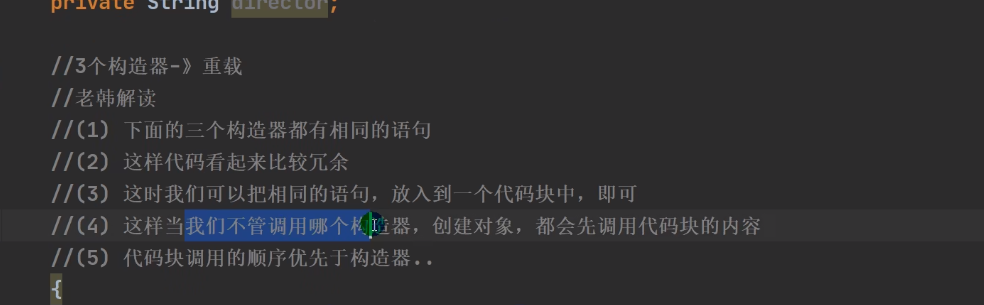 private String director;
//3个构造器-》重载
//老韩解读
//(1) 下面的三个构造器都有相同的语句
//(2) 这样代码看起来比较冗余
//(3) 这时我们可以把相同的语句，放入到一个代码块中，即可
//(4) 这样当我们不管调用哪个构造器，创建对象，都会先调用代码块的内容
//(5) 代码块调用的顺序优先于构造器..
{